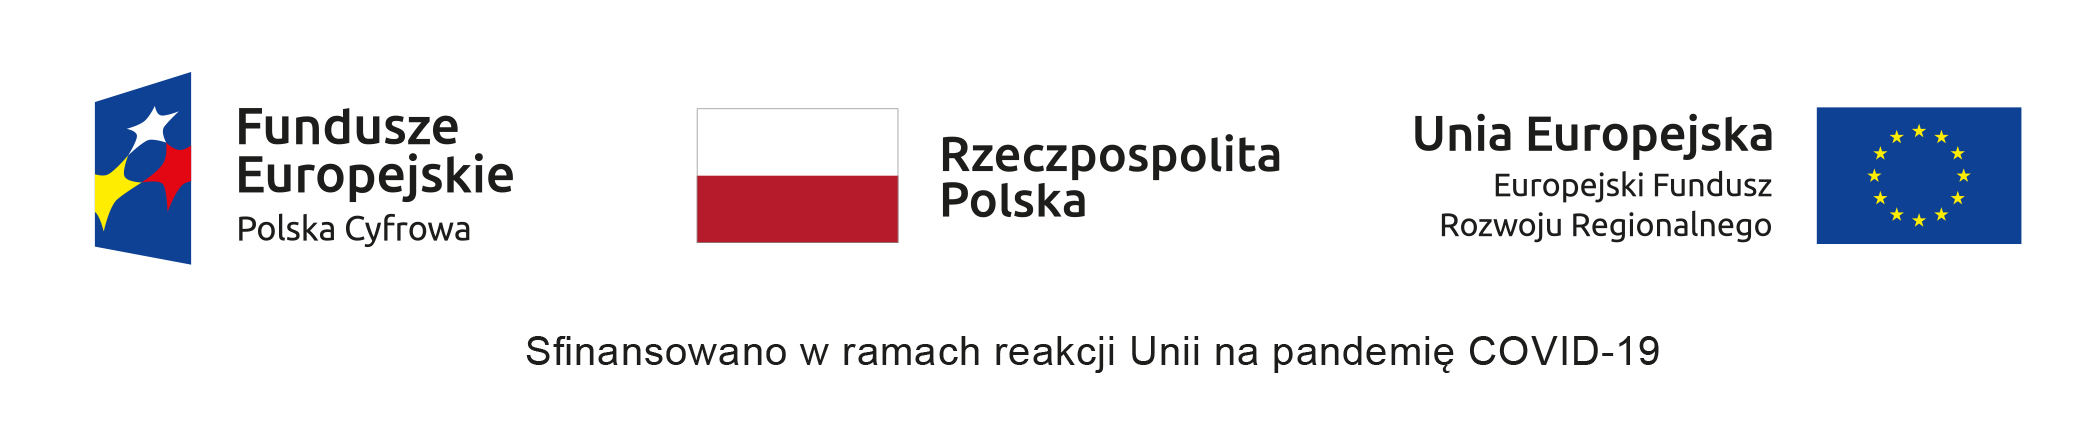 Fundusze
Europejskie
Polska Cyfrowa
Rzeczpospolita
Polska
Unia Europejska
Europejski Fundusz
Rozwoju Regionalnego
Sfinansowano w ramach reakcji Unii na pandemię COVID-19